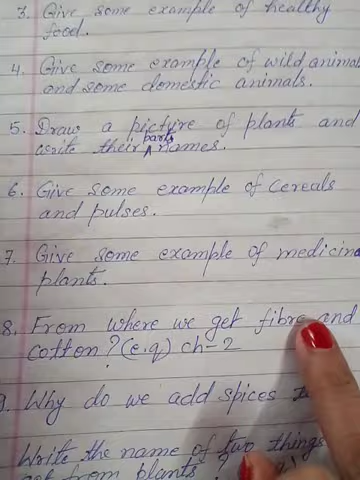 3. Give some example of healthy
food.
4. Give some example of wild animal
and some domestic animals.
5. Draw a picture of plants and
write their parts names.
6. Give some example of cereals
and pulses.
7. Give some example of medicina
plants.
8. From where we get fibre and
cotton? (e.q) ch-2
9. Why do we add spices
Write the name of two things
get from plants